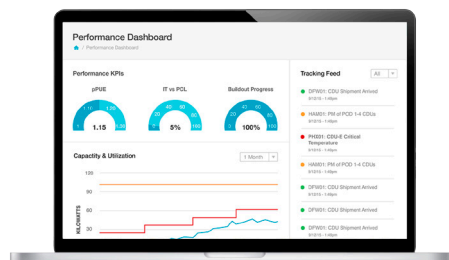 Performance Dashboard
/ Performance Dashboard
Performance KPIs
pPUE
IT vs PCL
Buildout Progress
1.15
5%
100%
Capacity & Utilization
1 Month
120
90
60
30
KILOWATTS
Tracking Feed
All
DFW01: CDU Shipment Arrived
HAM01: PM of POD 1-4 CDUs
PHX01: CDU-E Critical
Temperature
HAM01: PM of POD 1-4 CDUs
DFW01: CDU Shipment Arrived
DFW01: CDU Shipment Arrived